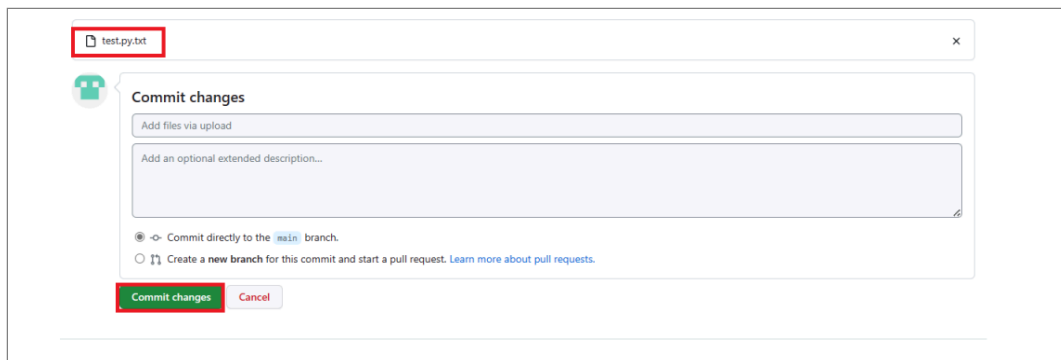 test.py.txt
Commit changes
Add files via upload
Add an optional extended description...
Commit directly to the main branch.
Create a new branch for this commit and start a pull request. Learn more about pull requests.
Commit changes
Cancel